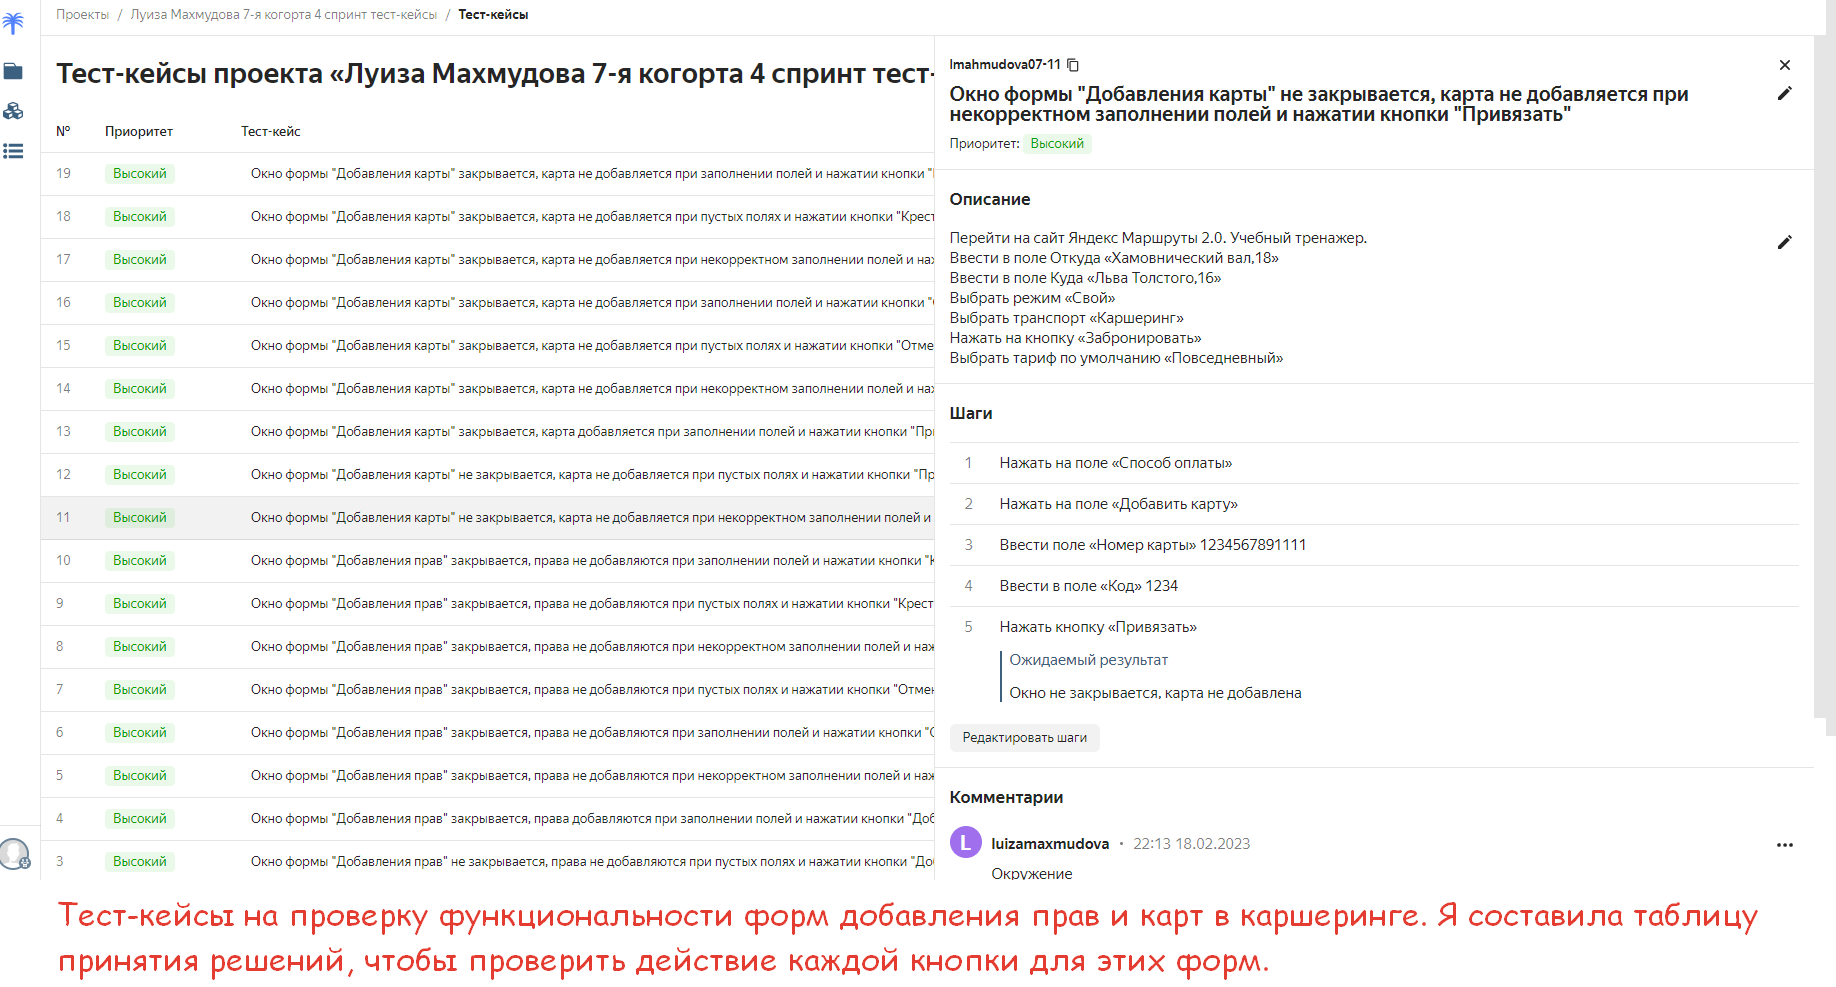 Проекты / Луиза Махмудова 7-я когорта 4 спринт тест-кейсы / Тест-кейсы
Тест-кейсы проекта «Луиза Махмудова 7-я когорта 4 спринт тест-
№ Приоритет Тест-кейс
19 Высокий Окно формы "Добавления карты" закрывается, карта не добавляется при заполнении полей и нажатии кнопки
18 Высокий Окно формы "Добавления карты" закрывается, карта не добавляется при пустых полях и нажатии кнопки "Крест
17 Высокий Окно формы "Добавления карты" закрывается, карта не добавляется при некорректном заполнении полей и на
16 Высокий Окно формы "Добавления карты" закрывается, карта не добавляется при заполнении полей и нажатии кнопки
15 Высокий Окно формы "Добавления карты" закрывается, карта не добавляется при пустых полях и нажатии кнопки "Отме
14 Высокий Окно формы "Добавления карты" закрывается, карта не добавляется при некорректном заполнении полей и на
13 Высокий Окно формы "Добавления карты" закрывается, карта добавляется при заполнении полей и нажатии кнопки "При
12 Высокий Окно формы "Добавления карты" не закрывается, карта не добавляется при пустых полях и нажатии кнопки "Пр
11 Высокий Окно формы "Добавления карты" не закрывается, карта не добавляется при некорректном заполнении полей и
10 Высокий Окно формы "Добавления прав" закрывается, права не добавляются при заполнении полей и нажатии кнопки "К
9 Высокий Окно формы "Добавления прав" закрывается, права не добавляются при пустых полях и нажатии кнопки "Крест
8 Высокий Окно формы "Добавления прав" закрывается, права не добавляются при некорректном заполнении полей и наж
7 Высокий Окно формы "Добавления прав" закрывается, права не добавляются при пустых полях и нажатии кнопки "Отмен
6 Высокий Окно формы "Добавления прав" закрывается, права не добавляются при заполнении полей и нажатии кнопки "О
5 Высокий Окно формы "Добавления прав" закрывается, права не добавляются при некорректном заполнении полей и наж
4 Высокий Окно формы "Добавления прав" закрывается, права добавляются при заполнении полей и нажатии кнопки "Доб
3 Высокий Окно формы "Добавления прав" не закрывается, права не добавляются при пустых полях и нажатии кнопки "До
lmahmudova07-11
Окно формы "Добавления карты" не закрывается, карта не добавляется при
некорректном заполнении полей и нажатии кнопки "Привязать"
Приоритет: Высокий
Описание
Перейти на сайт Яндекс Маршруты 2.0. Учебный тренажер.
Ввести в поле Откуда «Хамовнический вал,18»
Ввести в поле Куда «Льва Толстого,16»
Выбрать режим «Свой»
Выбрать транспорт «Каршеринг»
Нажать на кнопку «Забронировать»
Выбрать тариф по умолчанию «Повседневный»
Шаги
1 Нажать на поле «Способ оплаты»
2 Нажать на поле «Добавить карту»
3 Ввести поле «Номер карты» 1234567891111
4 Ввести в поле «Код» 1234
5 Нажать кнопку «Привязать»
Ожидаемый результат
Окно не закрывается, карта не добавлена
Редактировать шаги
Комментарии
L luizamaxmudova • 22:13 18.02.2023
Окружение
Тест-кейсы на проверку функциональности форм добавления прав и карт в каршеринге. Я составила таблицу
принятия решений, чтобы проверить действие каждой кнопки для этих форм.